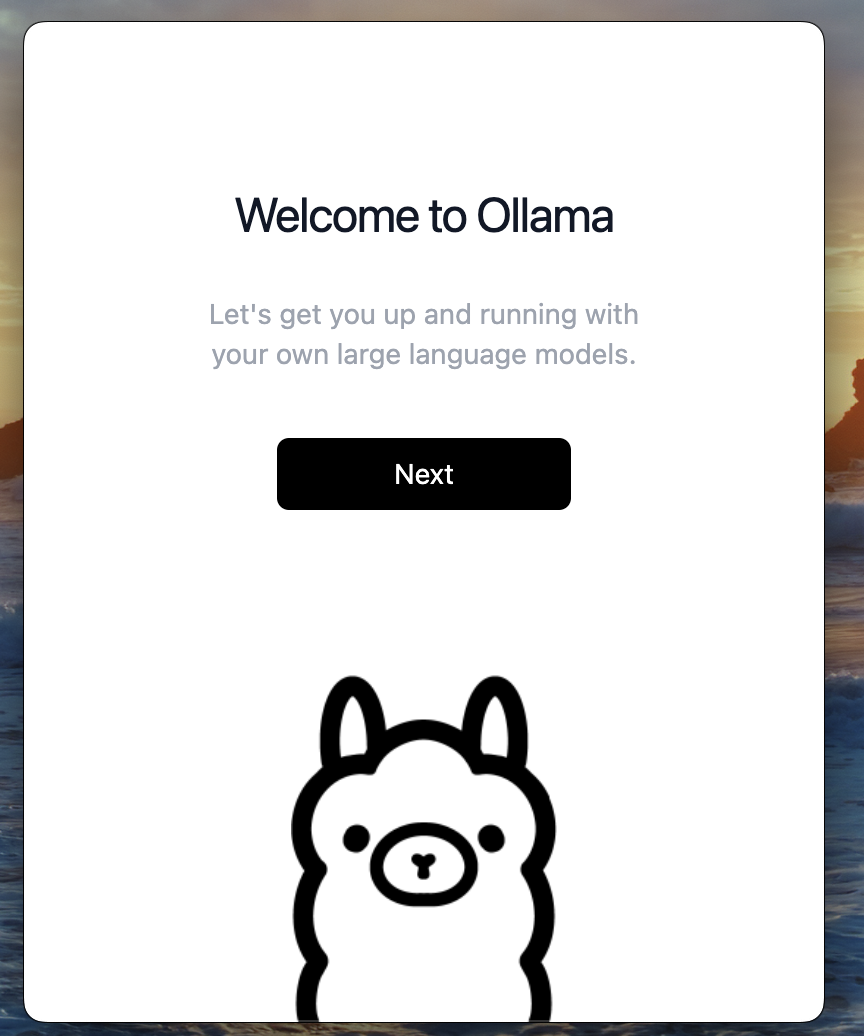 Welcome to Ollama
Let's get you up and running with
your own large language models.
Next